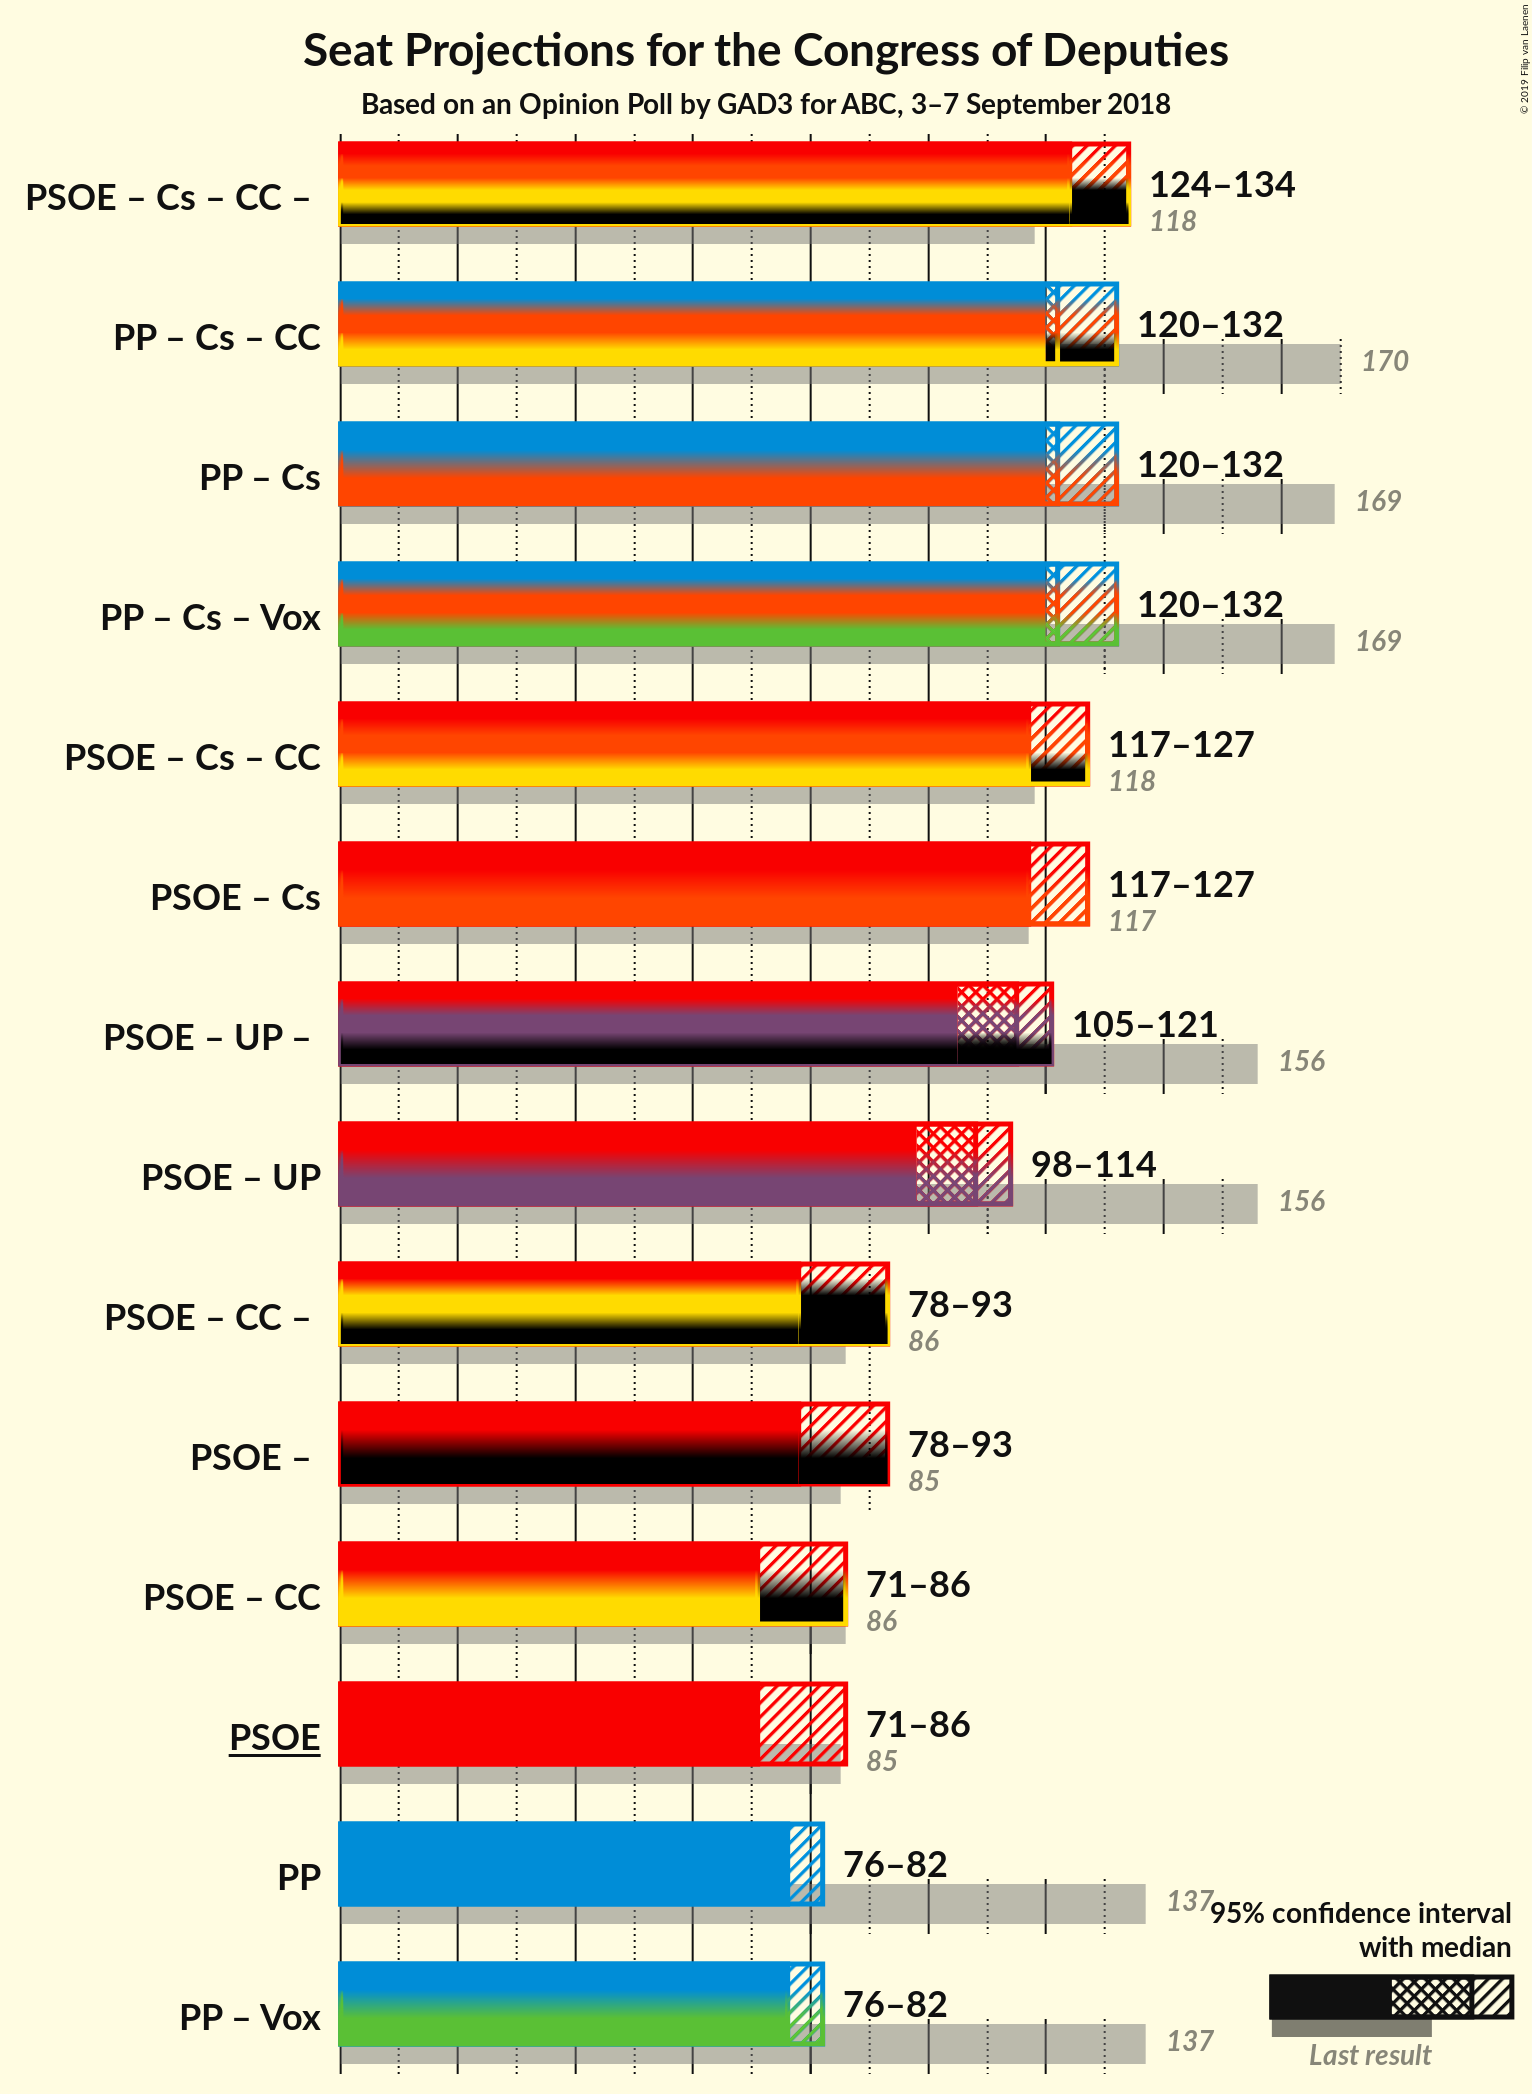 Seat Projections for the Congress of Deputies
Based on an Opinion Poll by GAD3 for ABC, 3–7 September 2018
© 2019 Filip van Laenen
PSOE – Cs – CC –
124–134
118
PP – Cs – CC
120–132
170
PP – Cs
120–132
169
PP – Cs – Vox
120–132
169
PSOE – Cs – CC
117–127
118
PSOE – Cs
117–127
117
PSOE – UP –
105–121
156
PSOE – UP
98–114
156
PSOE – CC –
78–93
86
PSOE –
78–93
85
PSOE – CC
71–86
86
PSOE
71–86
85
PP
76–82
137
PP – Vox
76–82
137
95% confidence interval
with median
Last result